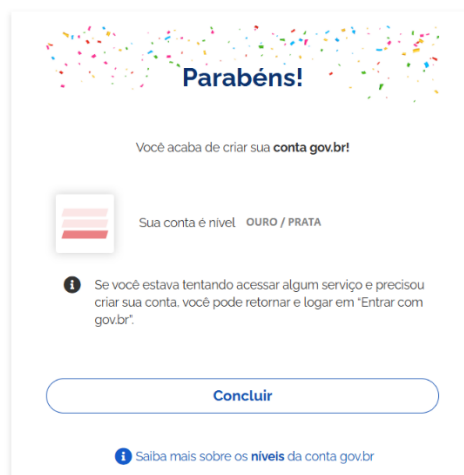 Parabéns!
Você acaba de criar sua conta gov.br!
Sua conta é nível OURO / PRATA
Se você estava tentando acessar algum serviço e precisou
criar sua conta, você pode retornar e logar em “Entrar com
gov.br”.
Concluir
Saiba mais sobre os níveis da conta gov.br